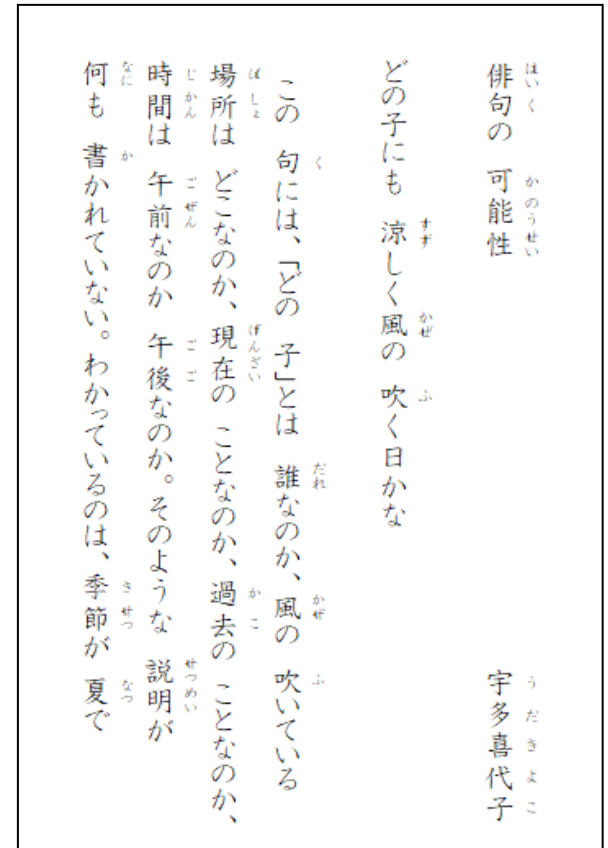 俳句の 可能性 宇多喜代子
どの子にも 涼しく風の 吹く日かな
この 句には、「どの 子」とは 誰なのか、風の 吹いている
場所は どこなのか、現在の ことなのか、過去の ことなのか、
時間は 午前なのか 午後なのか。そのような 説明が
何も 書かれていない。わかっているのは、季節が 夏で